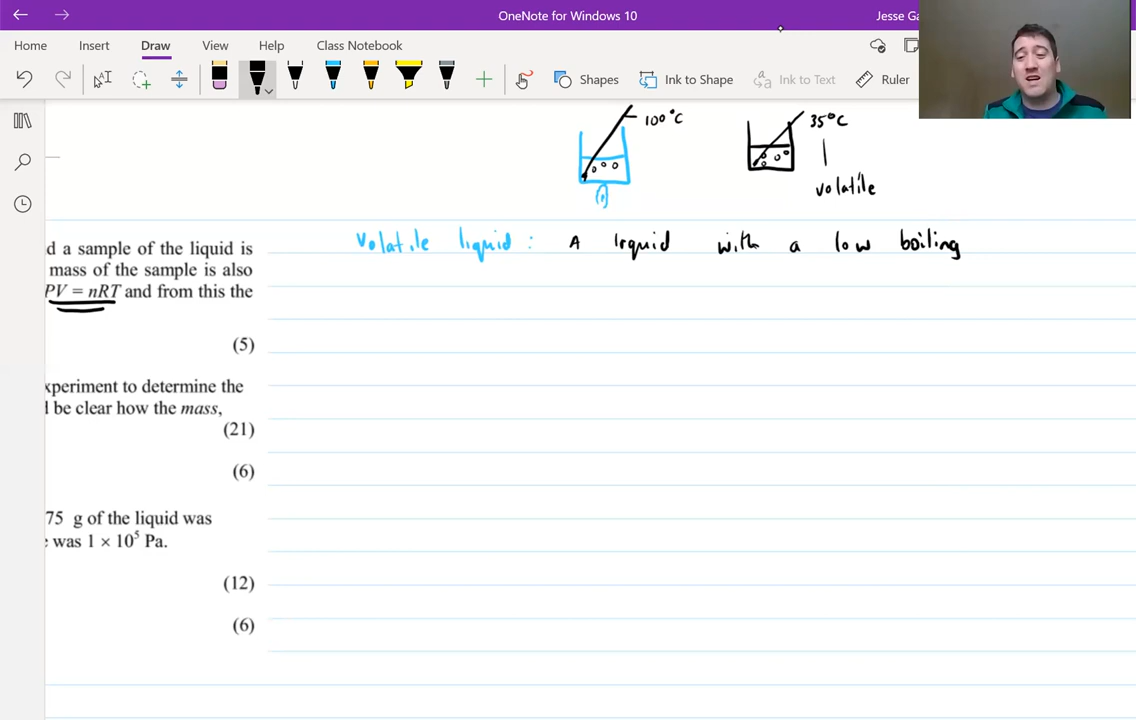 OneNote for Windows 10
Jesse Ga
Home Insert Draw View Help Class Notebook
Shapes Ink to Shape Ink to Text Ruler
100°C
35°C
volatile
d a sample of the liquid is
mass of the sample is also
PV = nRT and from this the
(5)
xperiment to determine the
l be clear how the mass,
(21)
(6)
75 g of the liquid was
was 1 × 10⁵ Pa.
(12)
(6)
Volatile liquid: A liquid with a low boiling